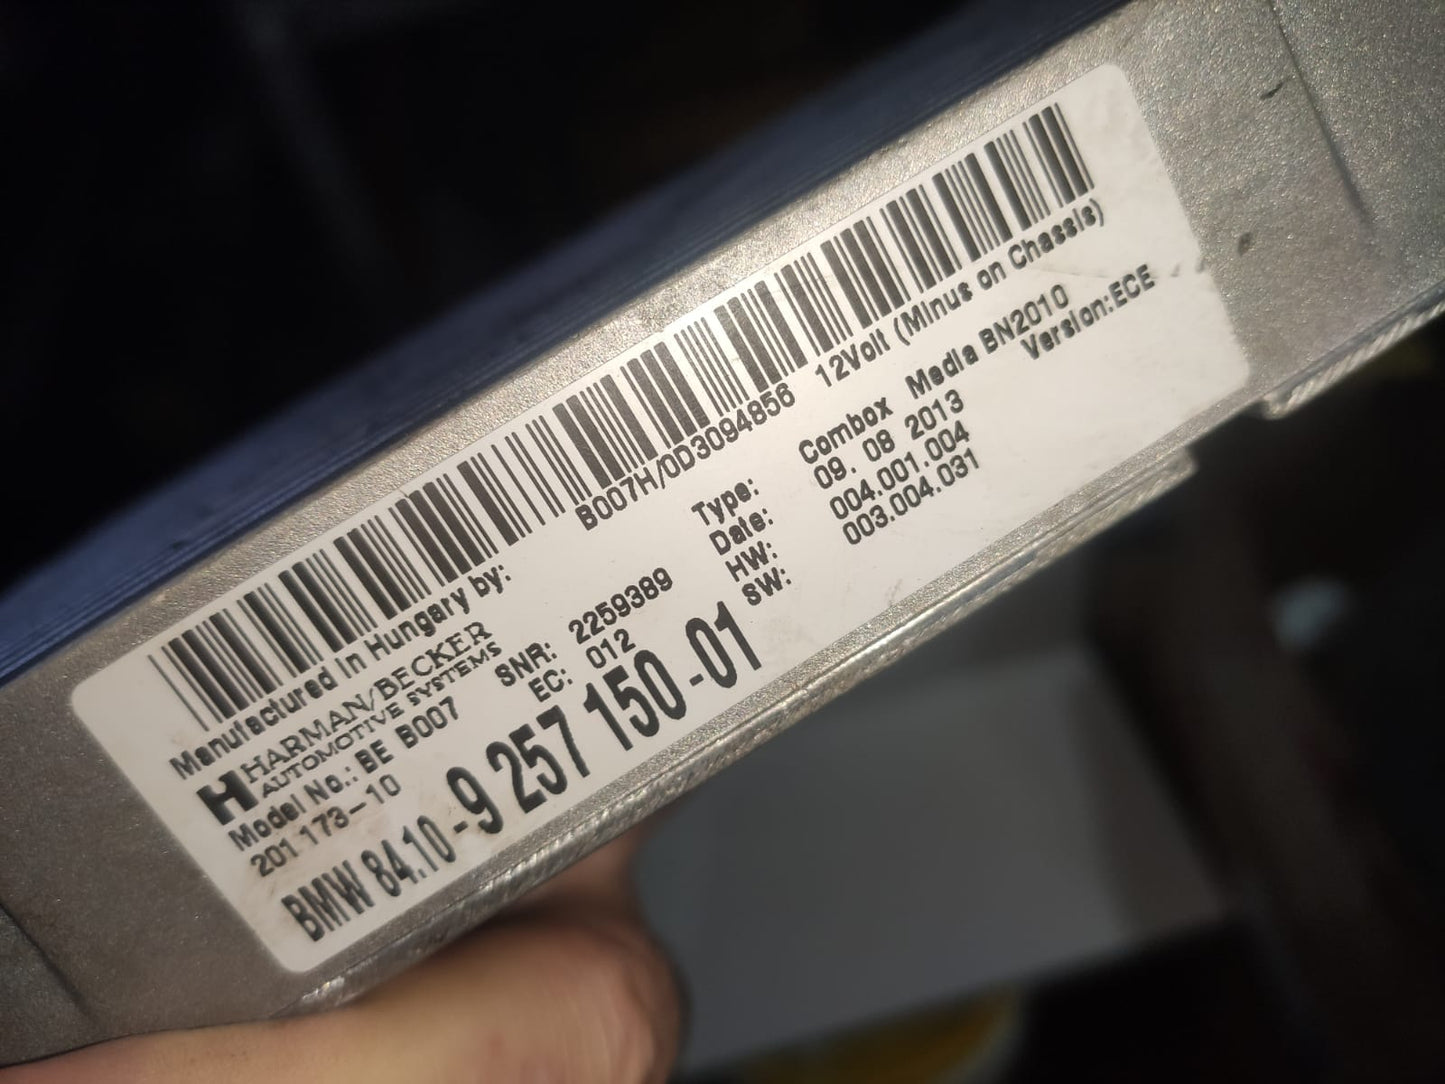 B007H/0D3094856
12Volt (Minus on Chassis)
Manufactured in Hungary by:
HARMAN/BECKER
AUTOMOTIVE SYSTEMS
Model No.: BE B007
201 173-10
SNR: 2259389
EC: 012
Type: Combox Media BN2010
Date: 09. 08 2013
Version:ECE
HW: 004.001.004
SW: 003.004.031
BMW 84.10-9 257 150-01